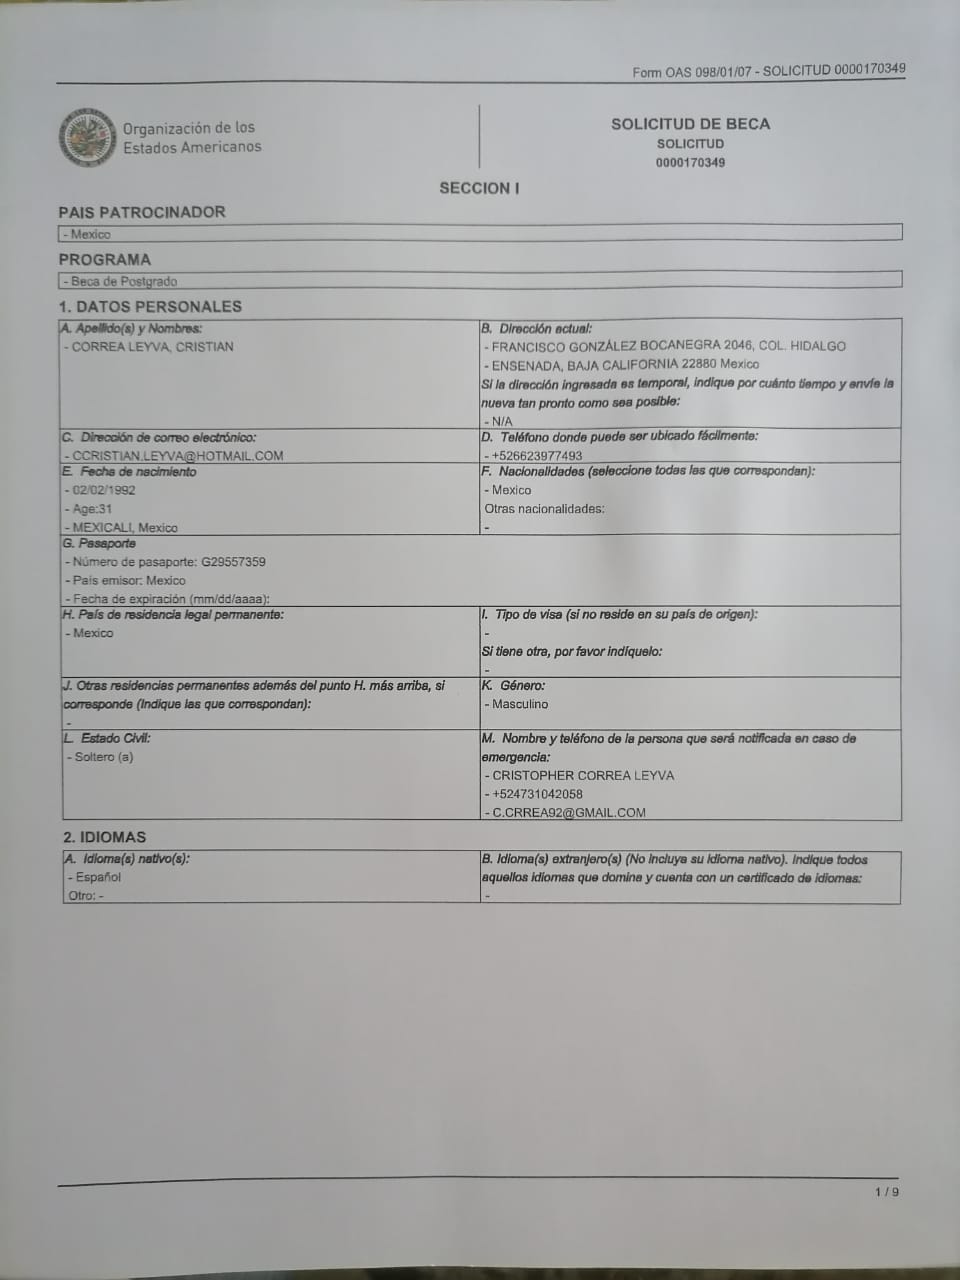 Form OAS 098/01/07 - SOLICITUD 0000170349
Organización de los
Estados Americanos
SOLICITUD DE BECA
SOLICITUD
0000170349
SECCION I
PAIS PATROCINADOR
- Mexico
PROGRAMA
- Beca de Postgrado
1. DATOS PERSONALES
A. Apellido(s) y Nombres:
- CORREA LEYVA, CRISTIAN
B. Dirección actual:
- FRANCISCO GONZÁLEZ BOCANEGRA 2046, COL. HIDALGO
- ENSENADA, BAJA CALIFORNIA 22880 Mexico
Si la dirección ingresada es temporal, indique por cuánto tiempo y envíe la
nueva tan pronto como sea posible:
- N/A
C. Dirección de correo electrónico:
- CCRISTIAN.LEYVA@HOTMAIL.COM
D. Teléfono donde puede ser ubicado fácilmente:
- +526623977493
E. Fecha de nacimiento
- 02/02/1992
- Age:31
- MEXICALI, Mexico
F. Nacionalidades (seleccione todas las que correspondan):
- Mexico
Otras nacionalidades:
-
G. Pasaporte
- Número de pasaporte: G29557359
- País emisor: Mexico
- Fecha de expiración (mm/dd/aaaa):
H. País de residencia legal permanente:
- Mexico
I. Tipo de visa (si no reside en su país de origen):
-
Si tiene otra, por favor indíquelo:
-
J. Otras residencias permanentes además del punto H. más arriba, si
corresponde (Indique las que correspondan):
-
K. Género:
- Masculino
L. Estado Civil:
- Soltero (a)
M. Nombre y teléfono de la persona que será notificada en caso de
emergencia:
- CRISTOPHER CORREA LEYVA
- +524731042058
- C.CRREA92@GMAIL.COM
2. IDIOMAS
A. Idioma(s) nativo(s):
- Español
Otro: -
B. Idioma(s) extranjero(s) (No incluya su idioma nativo). Indique todos
aquellos idiomas que domina y cuenta con un certificado de idiomas:
-
1 / 9